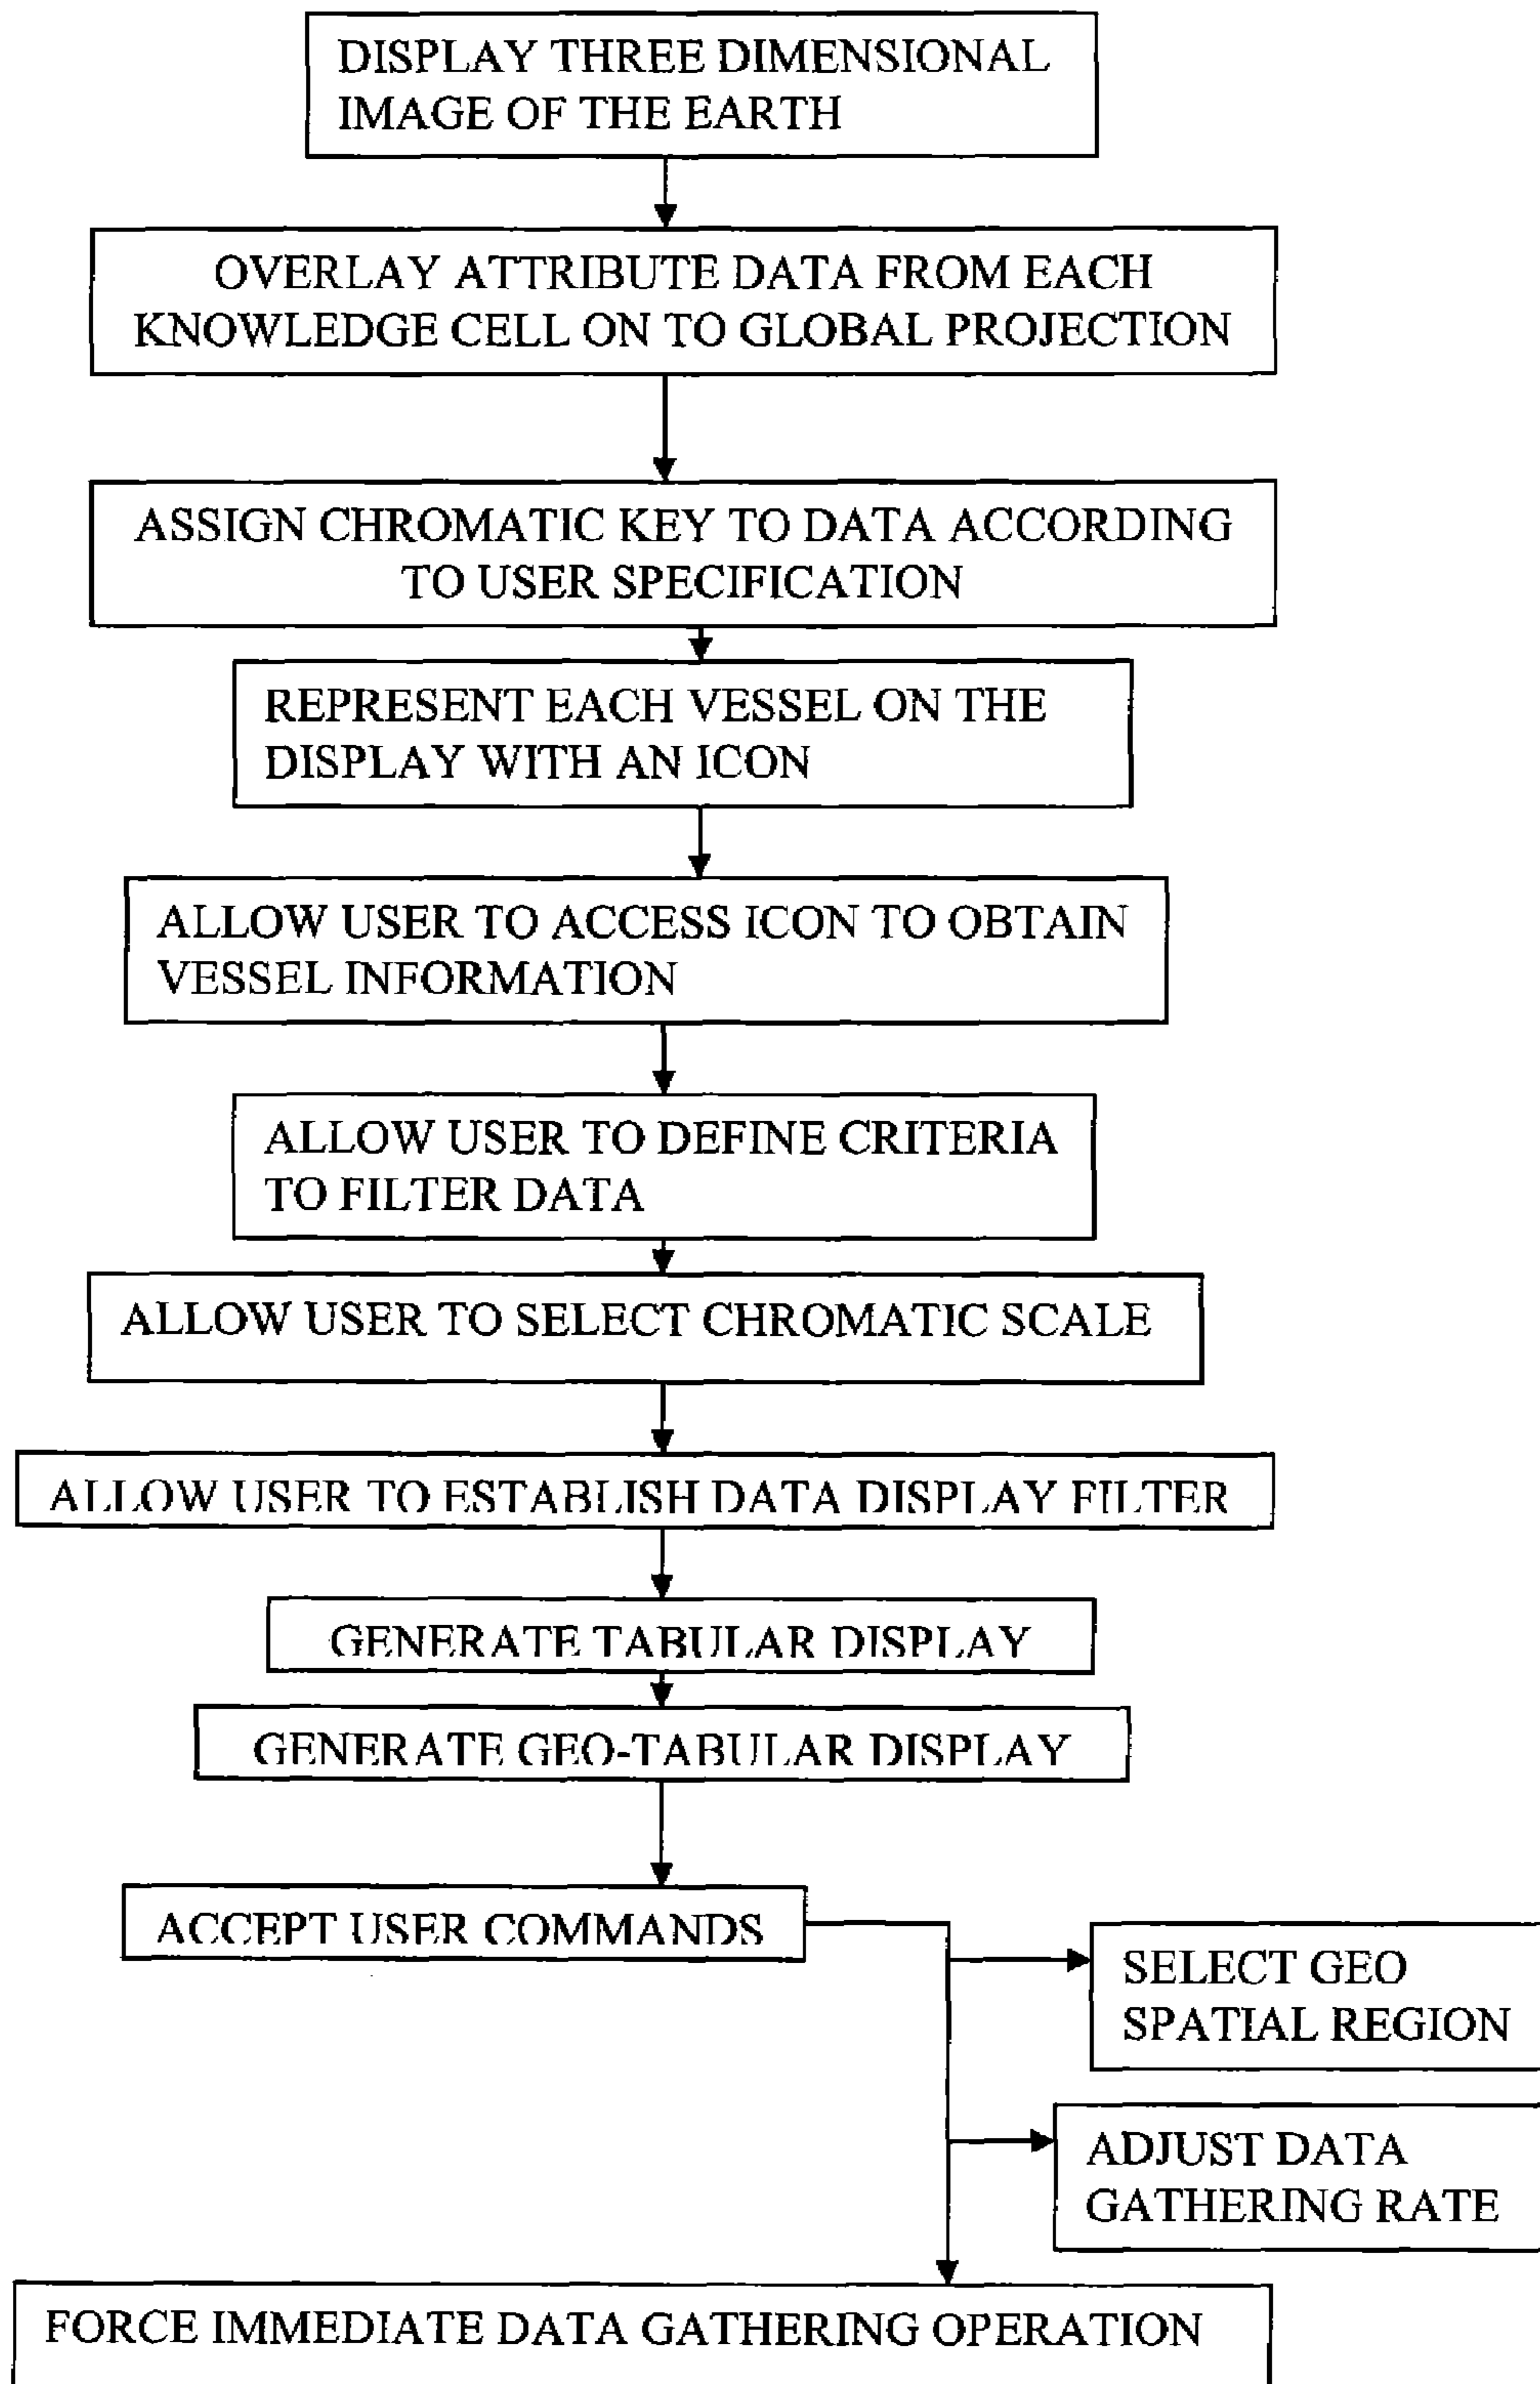 DISPLAY THREE DIMENSIONAL
IMAGE OF THE EARTH
OVERLAY ATTRIBUTE DATA FROM EACH
KNOWLEDGE CELL ON TO GLOBAL PROJECTION
ASSIGN CHROMATIC KEY TO DATA ACCORDING
TO USER SPECIFICATION
REPRESENT EACH VESSEL ON THE
DISPLAY WITH AN ICON
ALLOW USER TO ACCESS ICON TO OBTAIN
VESSEL INFORMATION
ALLOW USER TO DEFINE CRITERIA
TO FILTER DATA
ALLOW USER TO SELECT CHROMATIC SCALE
ALLOW USER TO ESTABLISH DATA DISPLAY FILTER
GENERATE TABULAR DISPLAY
GENERATE GEO-TABULAR DISPLAY
ACCEPT USER COMMANDS
SELECT GEO
SPATIAL REGION
ADJUST DATA
GATHERING RATE
FORCE IMMEDIATE DATA GATHERING OPERATION